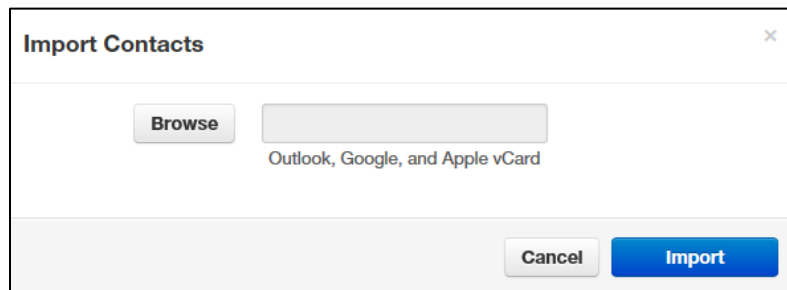 Import Contacts
×
Browse
Outlook, Google, and Apple vCard
Cancel Import